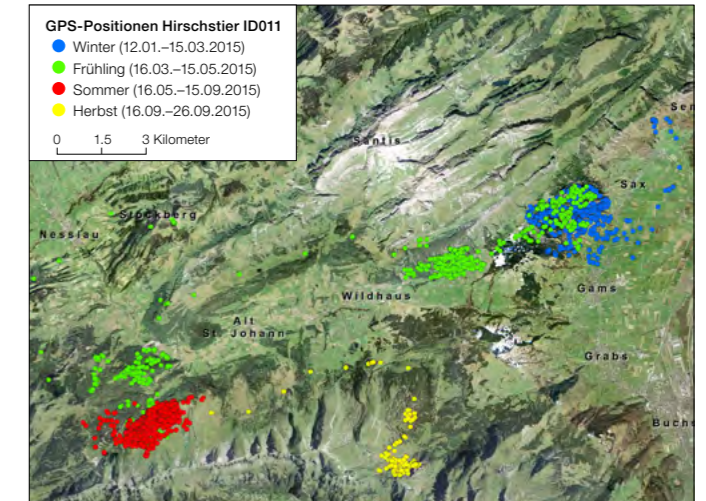 GPS-Positionen Hirschstier ID011
Winter (12.01.–15.03.2015)
Frühling (16.03.–15.05.2015)
Sommer (16.05.–15.09.2015)
Herbst (16.09.–26.09.2015)
0 1.5 3 Kilometer
Sen
Säntis
Sax
Stockberg
Nesslau
Wildhaus
Gams
Alt
St. Johann
Grabs
Buchs